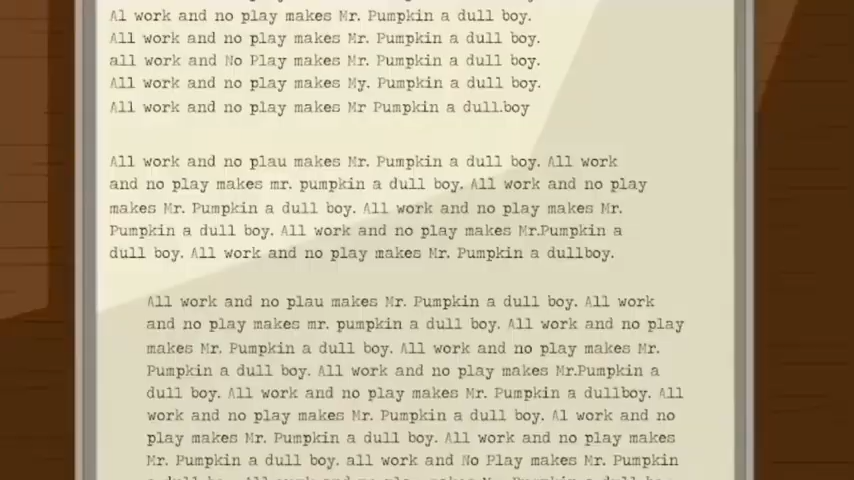 Al work and no play makes Mr. Pumpkin a dull boy.
All work and no play makes Mr. Pumpkin a dull boy.
all work and No Play makes Mr. Pumpkin a dull boy.
All work and no play makes My. Pumpkin a dull boy.
All work and no play makes Mr Pumpkin a dull.boy
All work and no plau makes Mr. Pumpkin a dull boy. All work
and no play makes mr. pumpkin a dull boy. All work and no play
makes Mr. Pumpkin a dull boy. All work and no play makes Mr.
Pumpkin a dull boy. All work and no play makes Mr.Pumpkin a
dull boy. All work and no play makes Mr. Pumpkin a dullboy.
All work and no plau makes Mr. Pumpkin a dull boy. All work
and no play makes mr. pumpkin a dull boy. All work and no play
makes Mr. Pumpkin a dull boy. All work and no play makes Mr.
Pumpkin a dull boy. All work and no play makes Mr.Pumpkin a
dull boy. All work and no play makes Mr. Pumpkin a dullboy. All
work and no play makes Mr. Pumpkin a dull boy. Al work and no
play makes Mr. Pumpkin a dull boy. All work and no play makes
Mr. Pumpkin a dull boy. all work and No Play makes Mr. Pumpkin